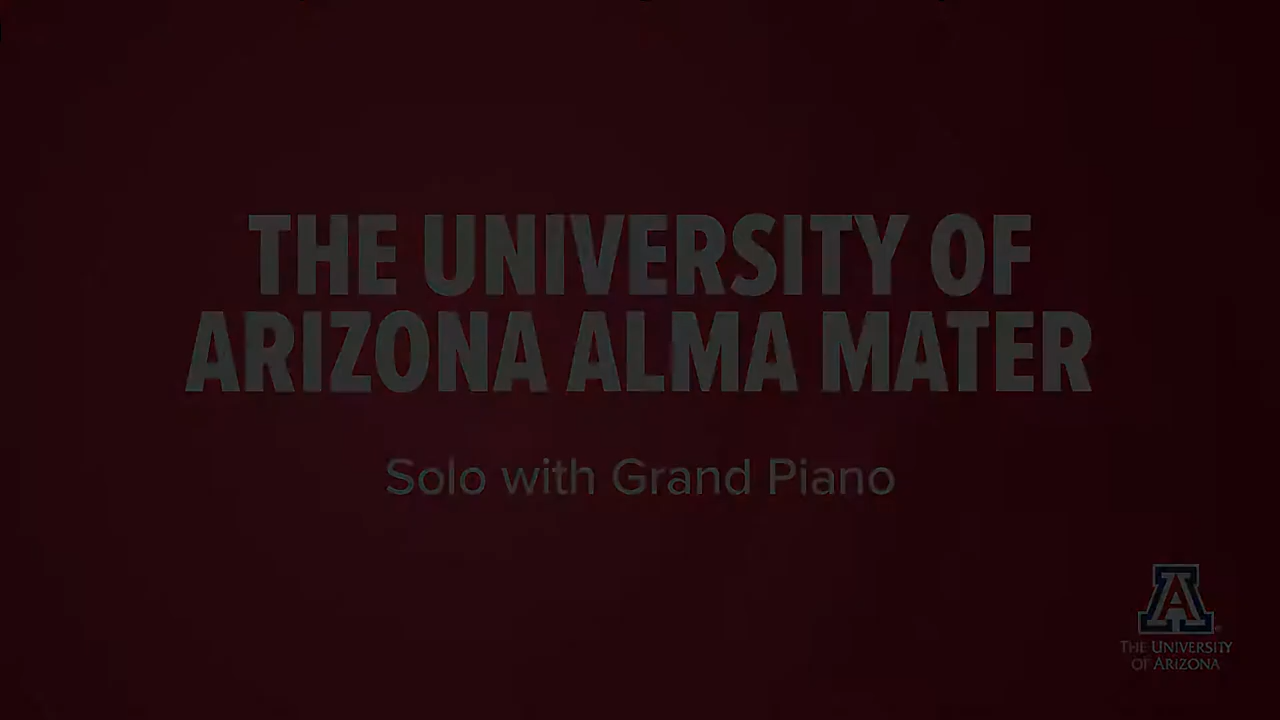 THE UNIVERSITY OF
ARIZONA ALMA MATER
Solo with Grand Piano
A
THE UNIVERSITY
OF ARIZONA